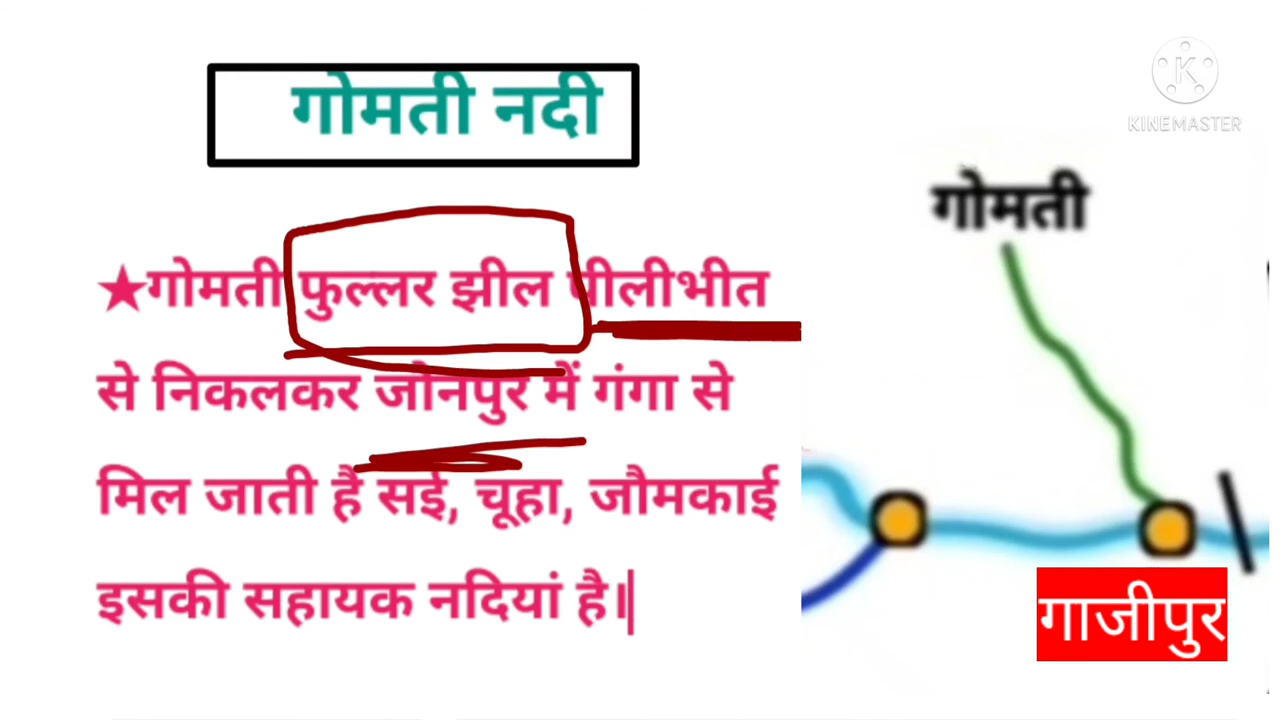 गोमती नदी
KINEMASTER
गोमती
★गोमती फुल्लर झील पीलीभीत
से निकलकर जोनपुर में गंगा से
मिल जाती है सई, चूहा, जौमकाई
इसकी सहायक नदियां है।
गाजीपुर